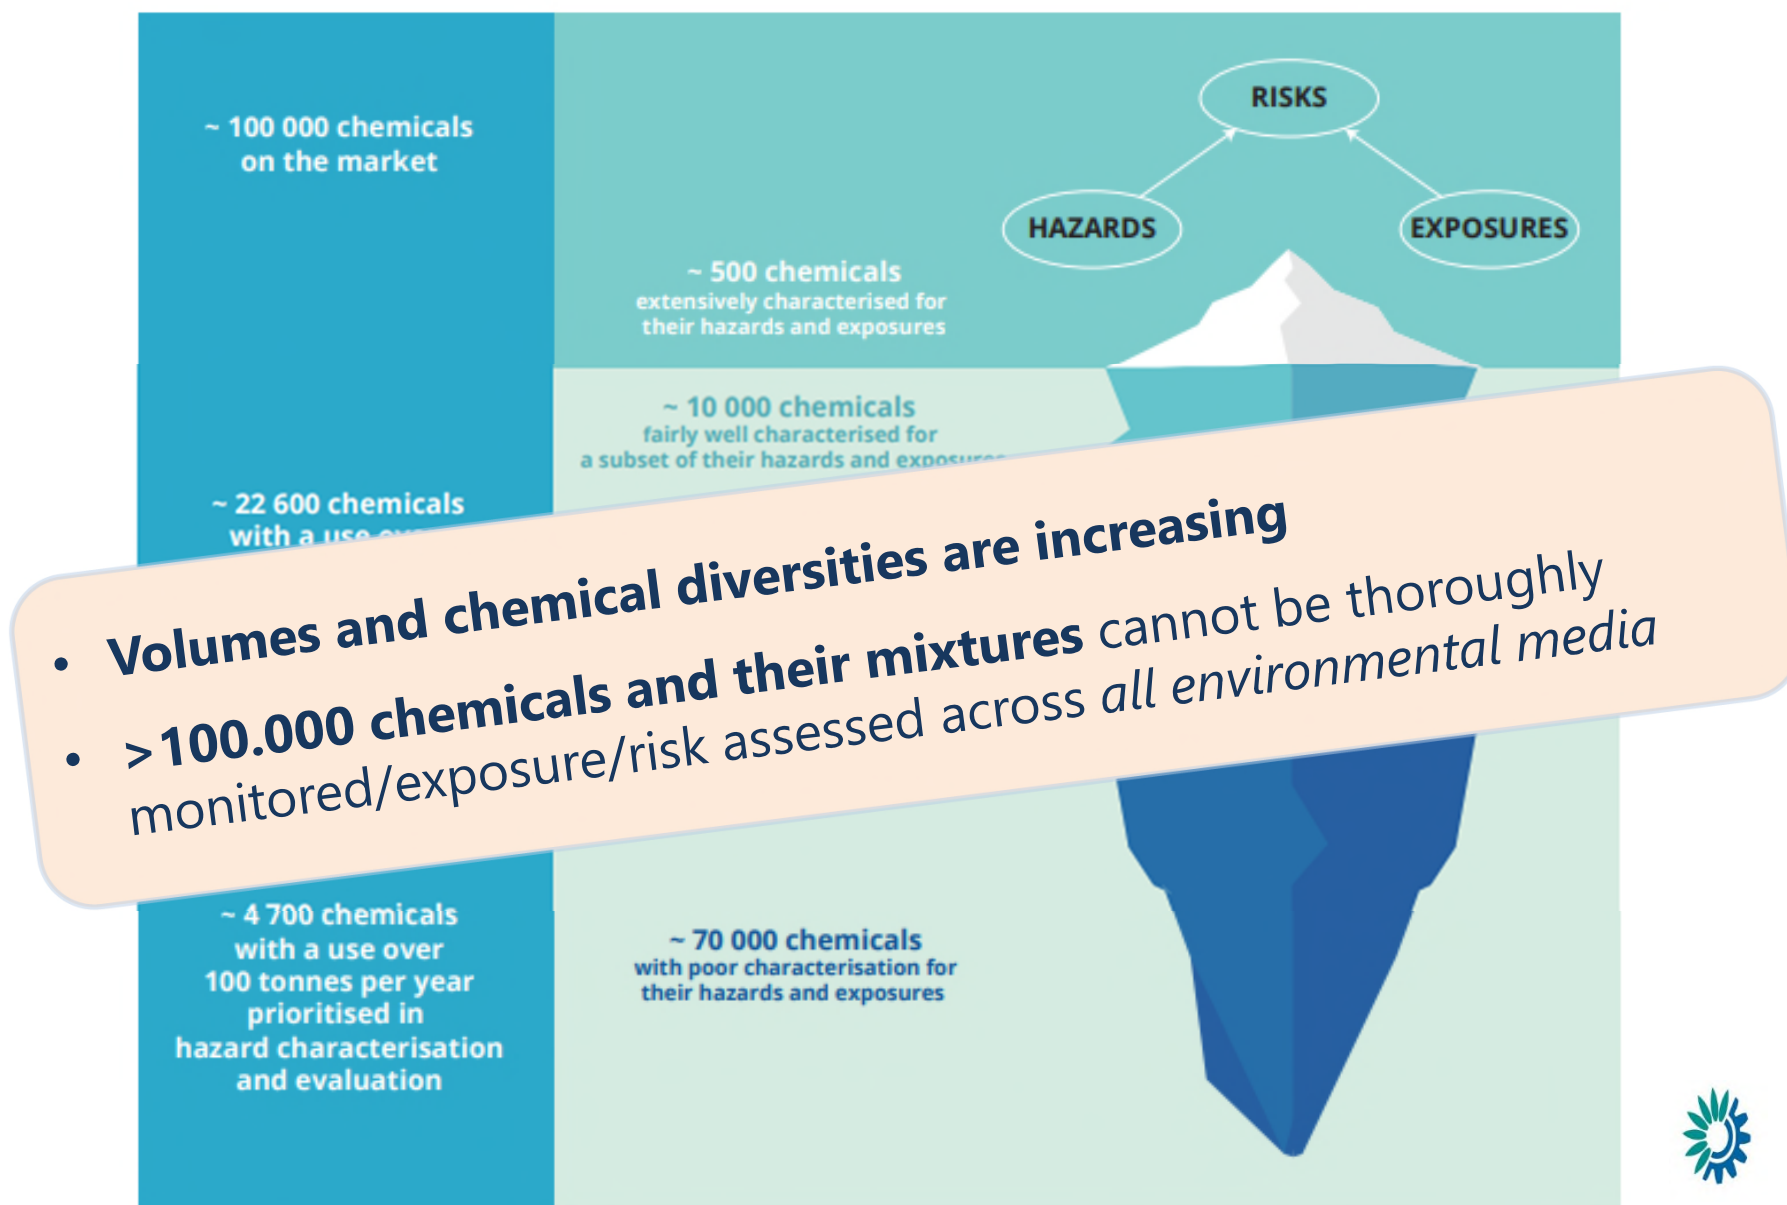 ~ 100 000 chemicals
on the market
RISKS
HAZARDS
EXPOSURES
~ 500 chemicals
extensively characterised for
their hazards and exposures
~ 10 000 chemicals
fairly well characterised for
a subset of their hazards and exposures
~ 22 600 chemicals
with a use
• Volumes and chemical diversities are increasing
• >100.000 chemicals and their mixtures cannot be thoroughly
monitored/exposure/risk assessed across all environmental media
~ 4 700 chemicals
with a use over
100 tonnes per year
prioritised in
hazard characterisation
and evaluation
~ 70 000 chemicals
with poor characterisation for
their hazards and exposures